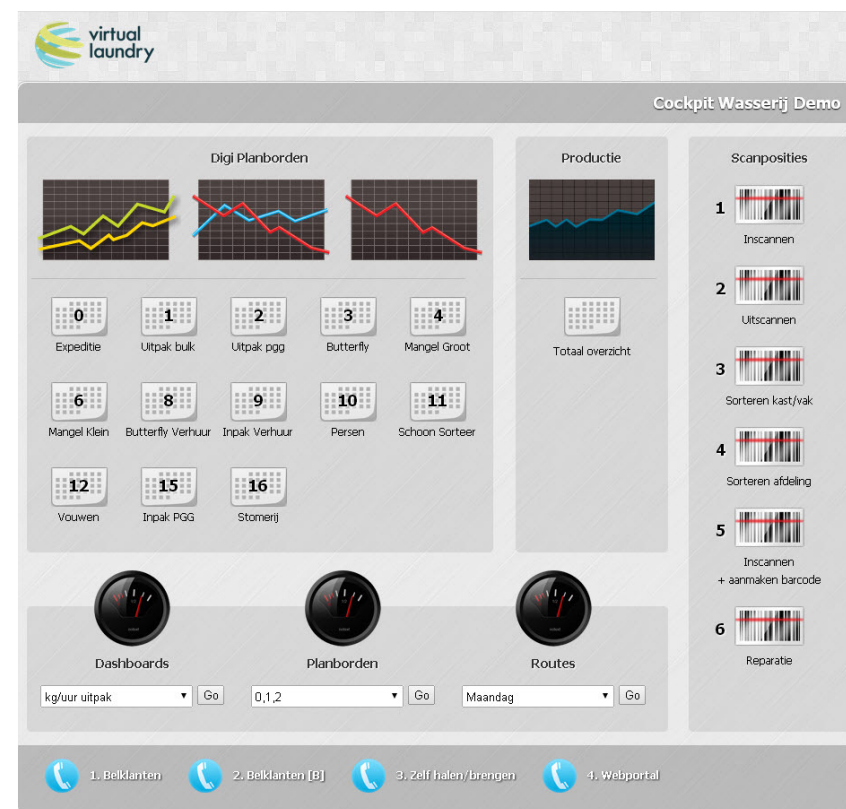 virtual
laundry
Cockpit Wasserij Demo
Digi Planborden
0
1
2
3
4
Expeditie
Uitpak bulk
Uitpak pgg
Butterfly
Mangel Groot
6
8
9
10
11
Mangel Klein
Butterfly Verhuur
Inpak Verhuur
Persen
Schoon Sorteer
12
15
16
Vouwen
Inpak PGG
Stomerij
Productie
Totaal overzicht
Scanposities
1
Inscannen
2
Uitscannen
3
Sorteren kast/vak
4
Sorteren afdeling
5
Inscannen
+ aanmaken barcode
6
Reparatie
Dashboards
kg/uur uitpak
Go
Planborden
0,1,2
Go
Routes
Maandag
Go
1. Belklanten
2. Belklanten [B]
3. Zelf halen/brengen
4. Webportal